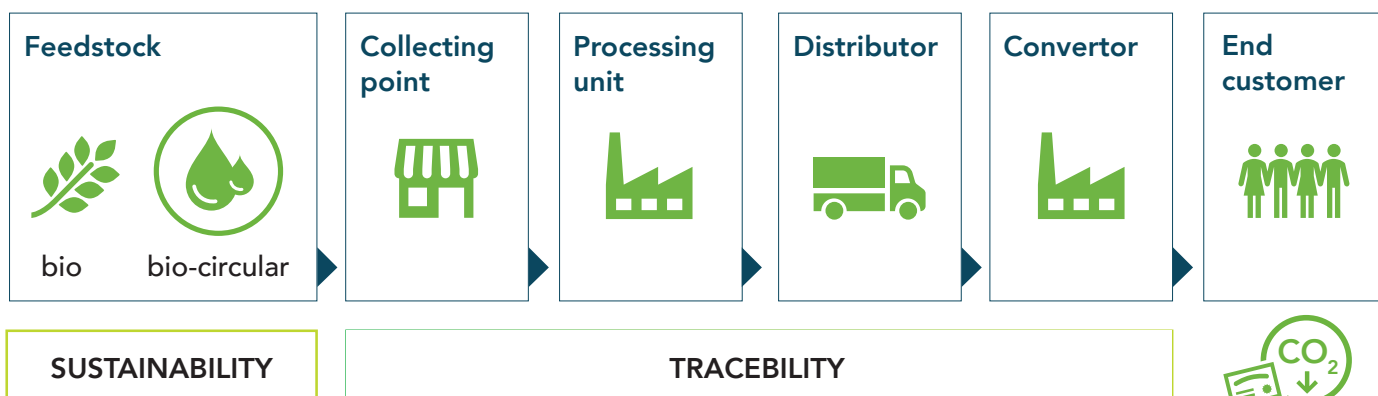 Feedstock
Collecting
point
Processing
unit
Distributor
Convertor
End
customer
bio
bio-circular
SUSTAINABILITY
TRACEBILITY
CO₂